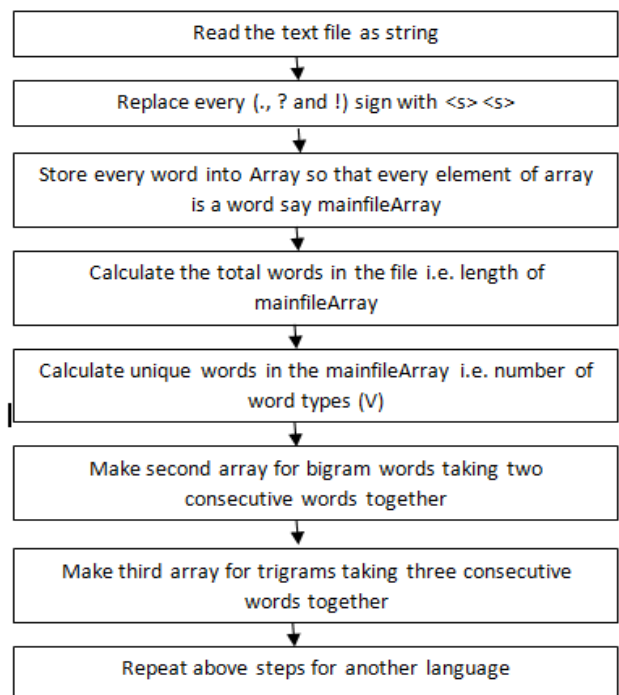 Read the text file as string
Replace every (., ? and !) sign with <s> <s>
Store every word into Array so that every element of array
is a word say mainfileArray
Calculate the total words in the file i.e. length of
mainfileArray
Calculate unique words in the mainfileArray i.e. number of
word types (V)
Make second array for bigram words taking two
consecutive words together
Make third array for trigrams taking three consecutive
words together
Repeat above steps for another language